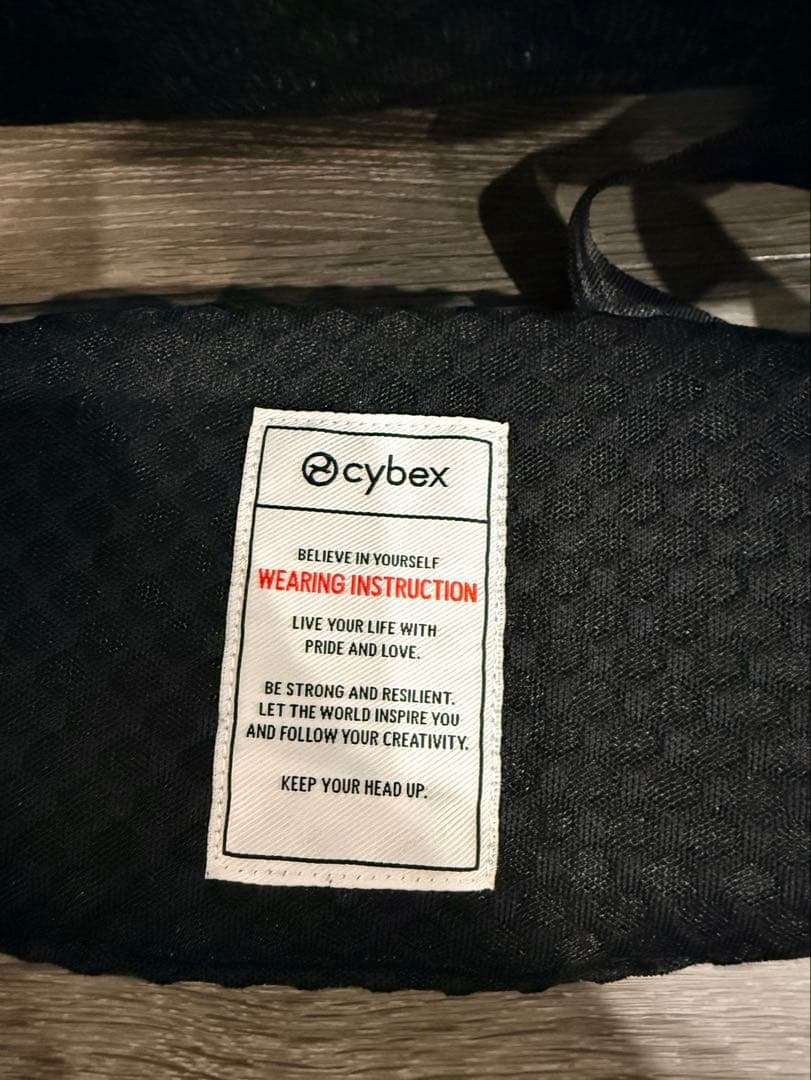 cybex
BELIEVE IN YOURSELF
WEARING INSTRUCTION
LIVE YOUR LIFE WITH
PRIDE AND LOVE.
BE STRONG AND RESILIENT.
LET THE WORLD INSPIRE YOU
AND FOLLOW YOUR CREATIVITY.
KEEP YOUR HEAD UP.